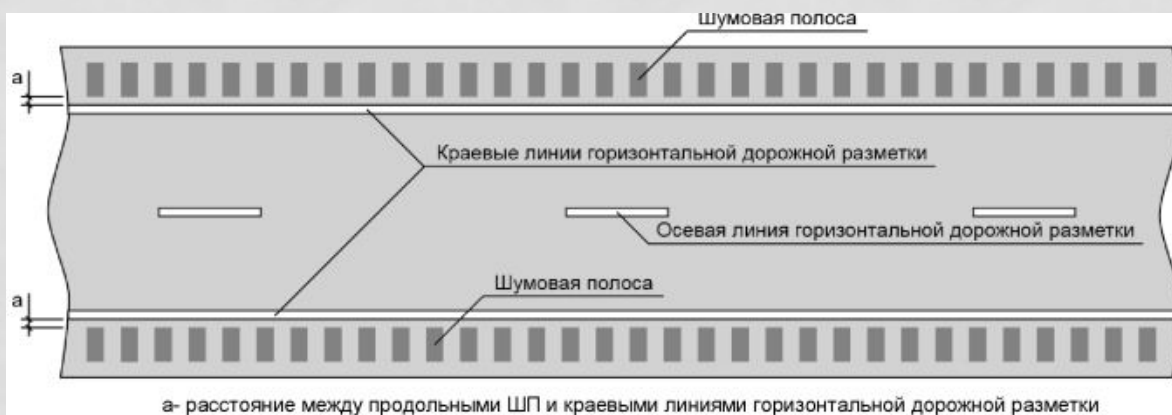 Шумовая полоса
a
Краевые линии горизонтальной дорожной разметки
Осевая линия горизонтальной дорожной разметки
Шумовая полоса
a
a- расстояние между продольными ШП и краевыми линиями горизонтальной дорожной разметки